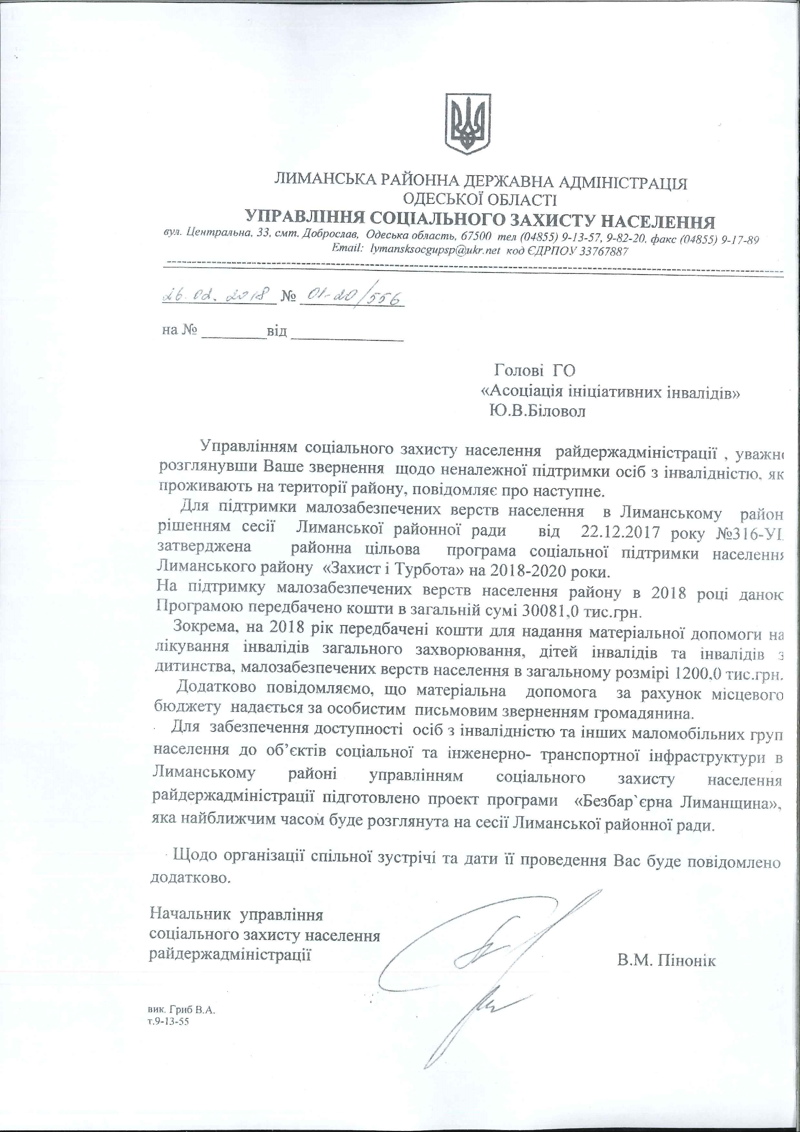 ЛИМАНСЬКА РАЙОННА ДЕРЖАВНА АДМІНІСТРАЦІЯ
ОДЕСЬКОЇ ОБЛАСТІ
УПРАВЛІННЯ СОЦІАЛЬНОГО ЗАХИСТУ НАСЕЛЕННЯ
вул. Центральна, 33, смт. Доброслав, Одеська область, 67500 тел (04855) 9-13-57, 9-82-20, факс (04855) 9-17-89
Email: lymansksocgupsp@ukr.net код ЄДРПОУ 33767887
26.02.2018 № 01-20/556
на № ________від ______________
Голові ГО
«Асоціація ініціативних інвалідів»
Ю.В.Біловол
Управлінням соціального захисту населення райдержадміністрації , уважн
розглянувши Ваше звернення щодо неналежної підтримки осіб з інвалідністю, як
проживають на території району, повідомляє про наступне.
Для підтримки малозабезпечених верств населення в Лиманському район
рішенням сесії Лиманської районної ради від 22.12.2017 року №316-УІ
затверджена районна цільова програма соціальної підтримки населення
Лиманського району «Захист і Турбота» на 2018-2020 роки.
На підтримку малозабезпечених верств населення району в 2018 році даною
Програмою передбачено кошти в загальній сумі 30081,0 тис.грн.
Зокрема, на 2018 рік передбачені кошти для надання матеріальної допомоги на
лікування інвалідів загального захворювання, дітей інвалідів та інвалідів з
дитинства, малозабезпечених верств населення в загальному розмірі 1200,0 тис.грн.
Додатково повідомляємо, що матеріальна допомога за рахунок місцевого
бюджету надається за особистим письмовим зверненням громадянина.
Для забезпечення доступності осіб з інвалідністю та інших маломобільних груп
населення до об’єктів соціальної та інженерно- транспортної інфраструктури в
Лиманському районі управлінням соціального захисту населення
райдержадміністрації підготовлено проект програми «Безбар`єрна Лиманщина»,
яка найближчим часом буде розглянута на сесії Лиманської районної ради.
Щодо організації спільної зустрічі та дати її проведення Вас буде повідомлено
додатково.
Начальник управління
соціального захисту населення
райдержадміністрації
В.М. Пінонік
вик. Гриб В.А.
т.9-13-55